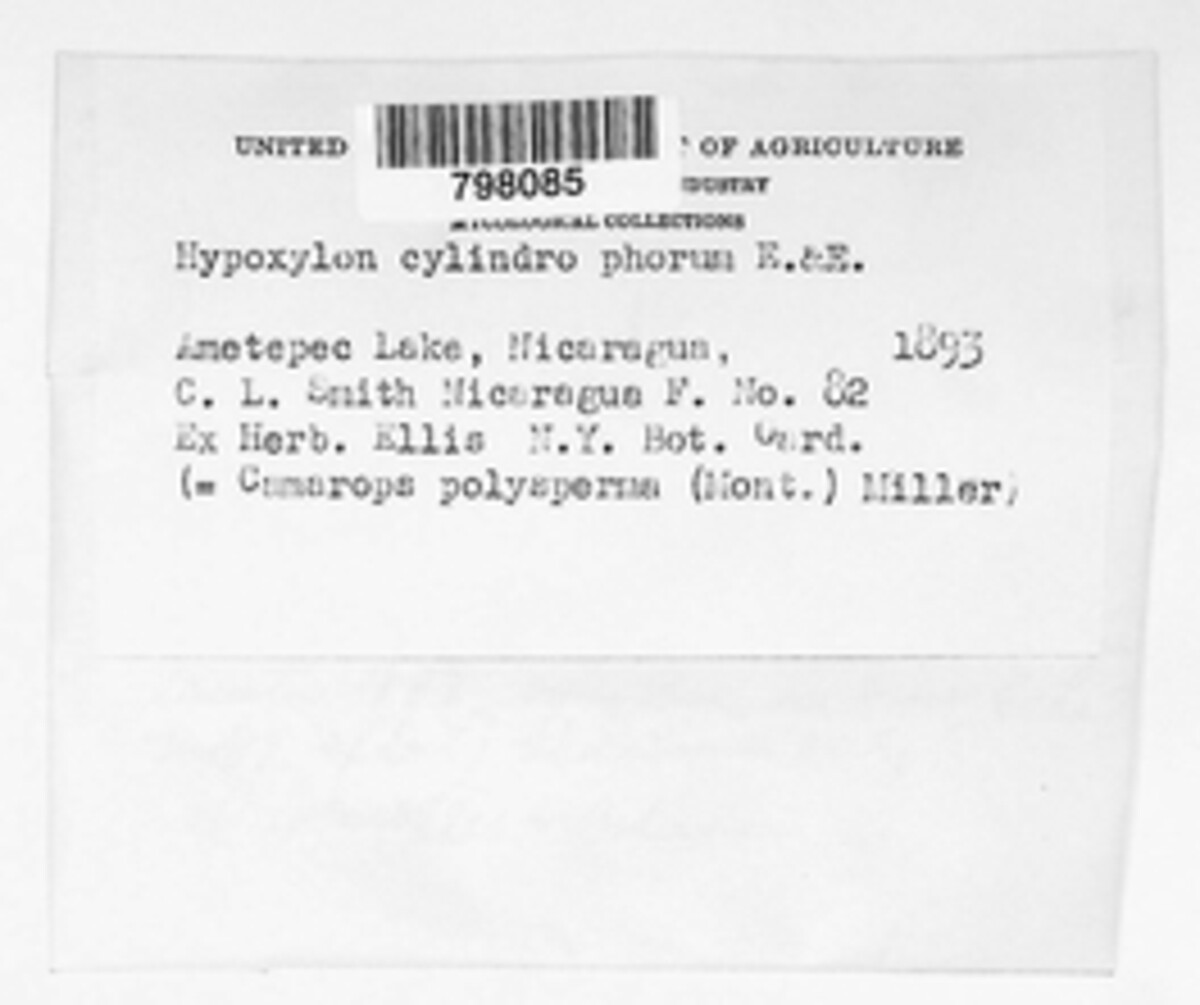 UNITED OF AGRICULTURE
798085
COLLECTIONS
Hypoxylon cylindro phorum E.&E.
Ametepec Lake, Nicaragua, 1893
C. L. Smith Nicaragua F. No. 82
Ex Herb. Ellis N.Y. Bot. Gard.
(= Camarops polysperma (Mont.) Miller)